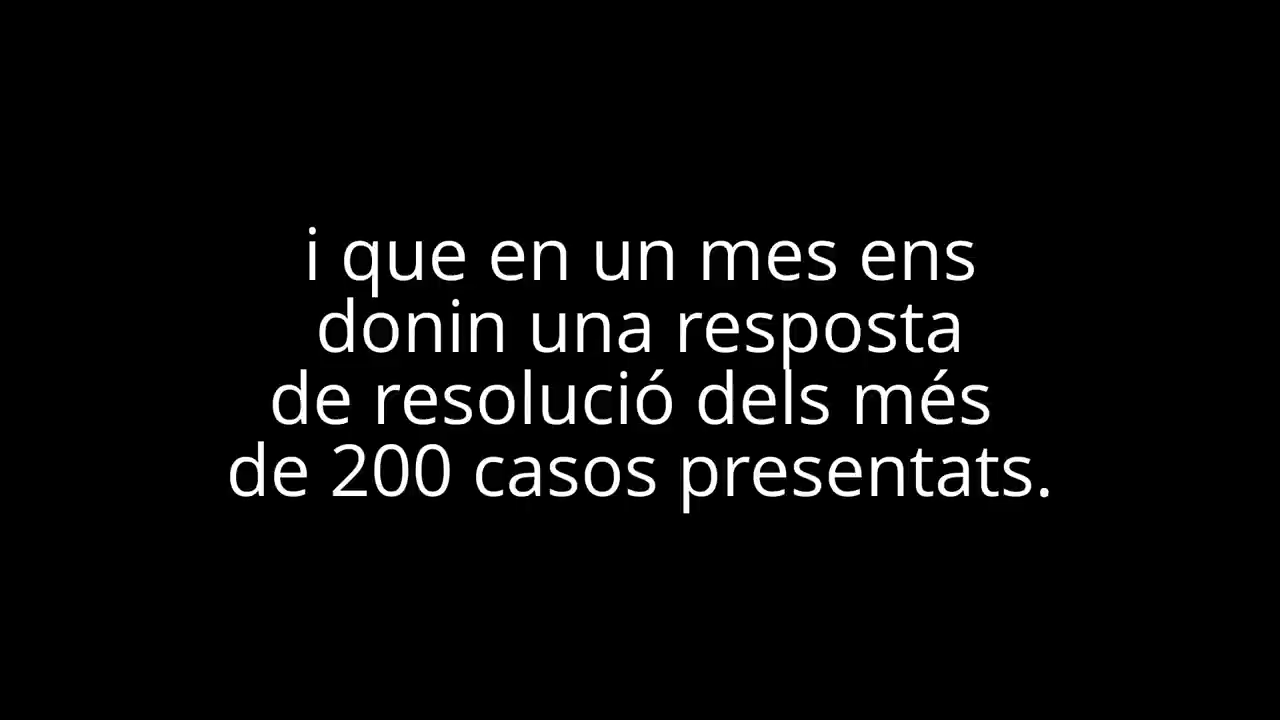 i que en un mes ens
donin una resposta
de resolució dels més
de 200 casos presentats.